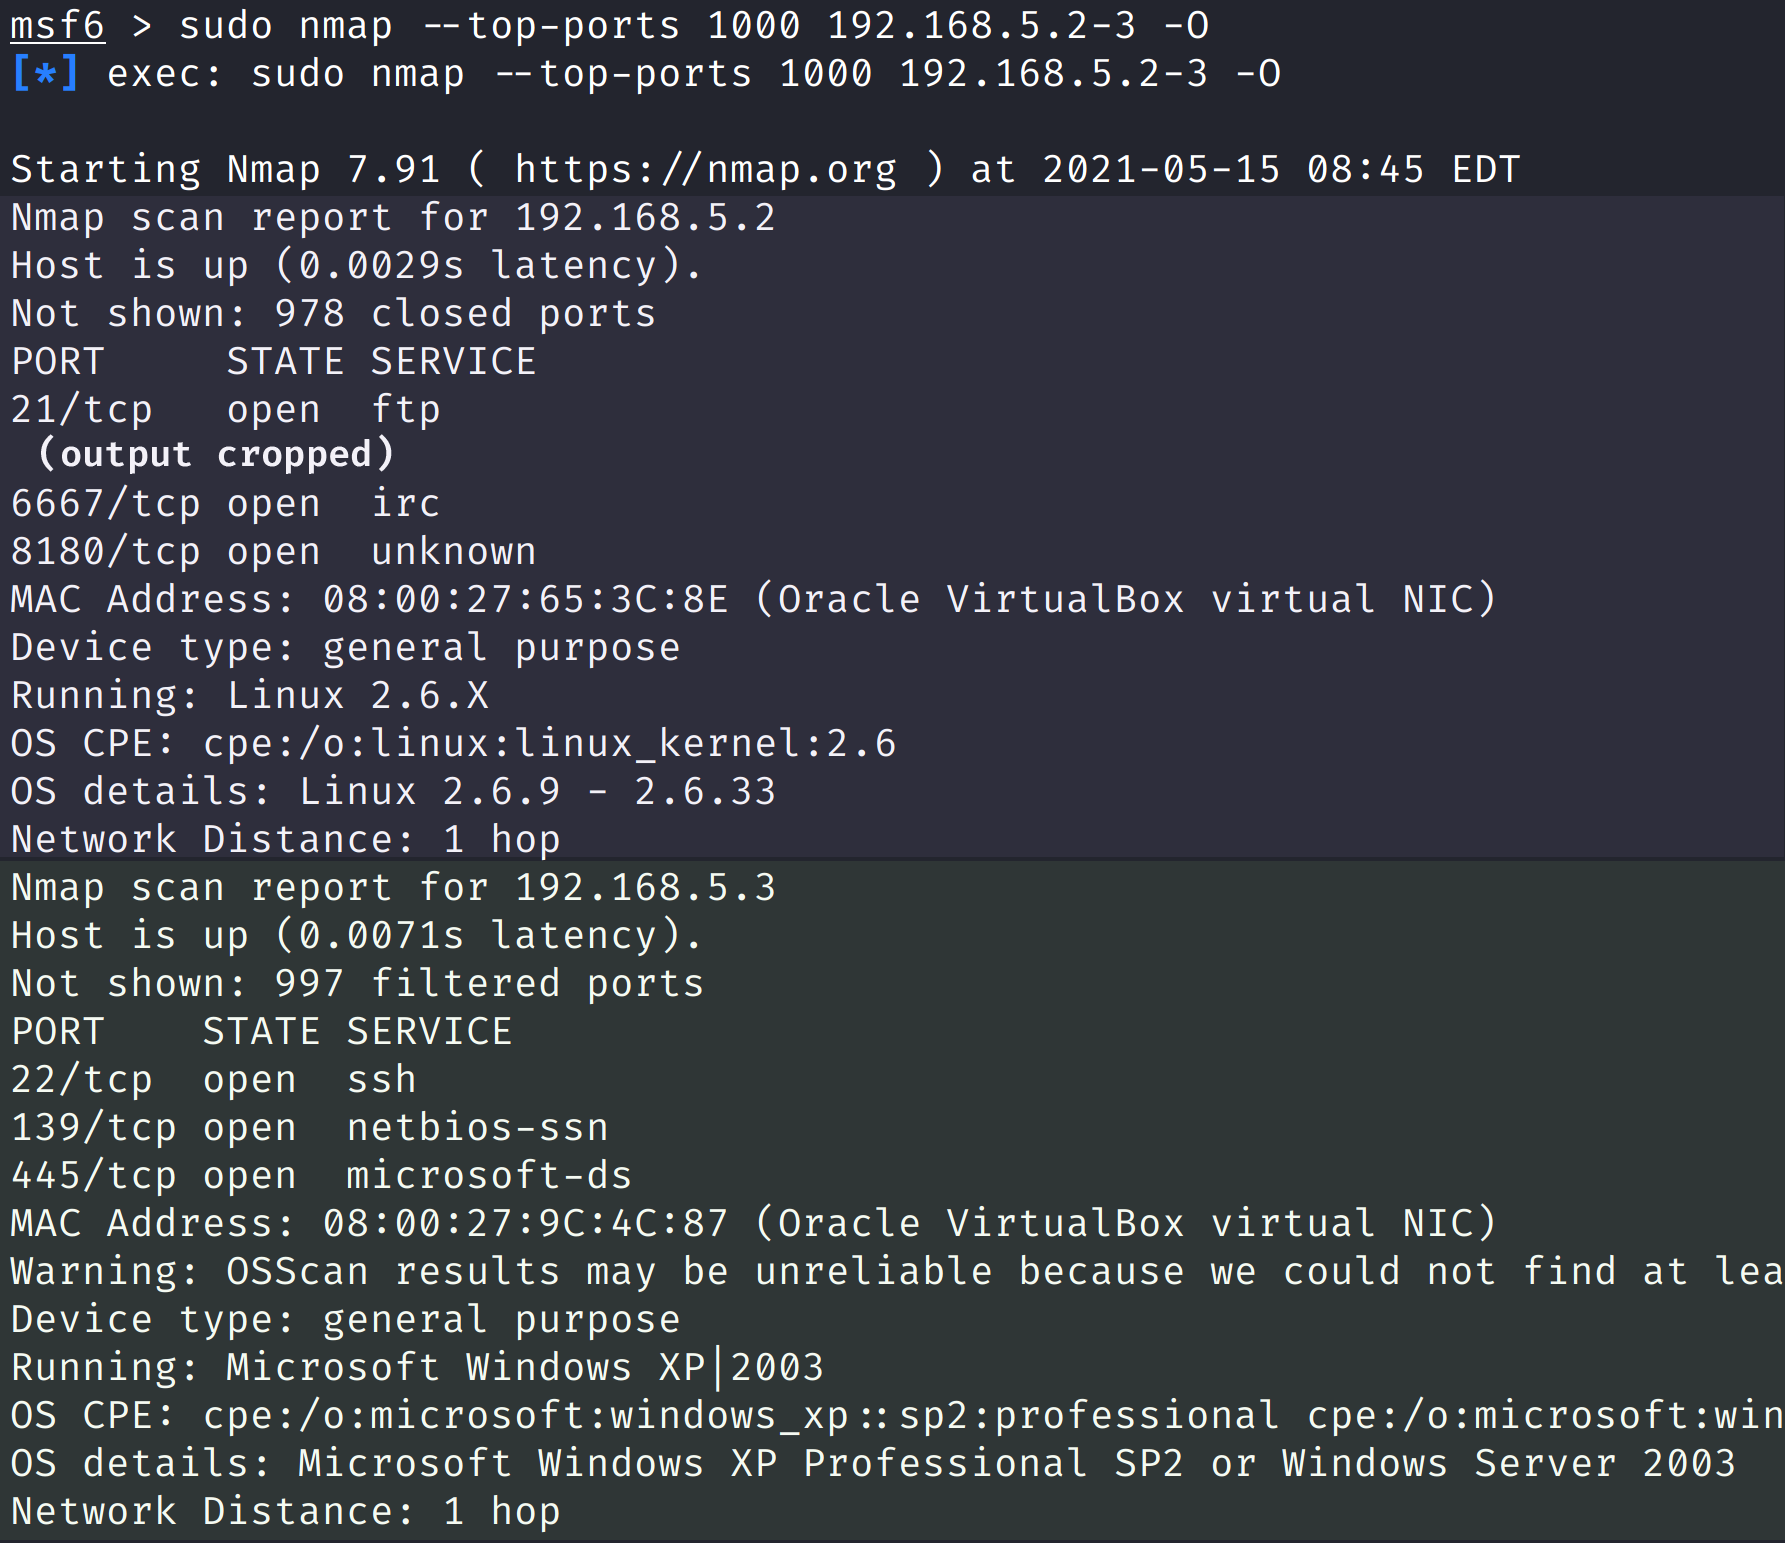 msf6 > sudo nmap --top-ports 1000 192.168.5.2-3 -O
[*] exec: sudo nmap --top-ports 1000 192.168.5.2-3 -O
Starting Nmap 7.91 ( https://nmap.org ) at 2021-05-15 08:45 EDT
Nmap scan report for 192.168.5.2
Host is up (0.0029s latency).
Not shown: 978 closed ports
PORT     STATE SERVICE
21/tcp   open  ftp
(output cropped)
6667/tcp open  irc
8180/tcp open  unknown
MAC Address: 08:00:27:65:3C:8E (Oracle VirtualBox virtual NIC)
Device type: general purpose
Running: Linux 2.6.X
OS CPE: cpe:/o:linux:linux_kernel:2.6
OS details: Linux 2.6.9 - 2.6.33
Network Distance: 1 hop
Nmap scan report for 192.168.5.3
Host is up (0.0071s latency).
Not shown: 997 filtered ports
PORT    STATE SERVICE
22/tcp  open  ssh
139/tcp open  netbios-ssn
445/tcp open  microsoft-ds
MAC Address: 08:00:27:9C:4C:87 (Oracle VirtualBox virtual NIC)
Warning: OSScan results may be unreliable because we could not find at lea
Device type: general purpose
Running: Microsoft Windows XP|2003
OS CPE: cpe:/o:microsoft:windows_xp::sp2:professional cpe:/o:microsoft:win
OS details: Microsoft Windows XP Professional SP2 or Windows Server 2003
Network Distance: 1 hop